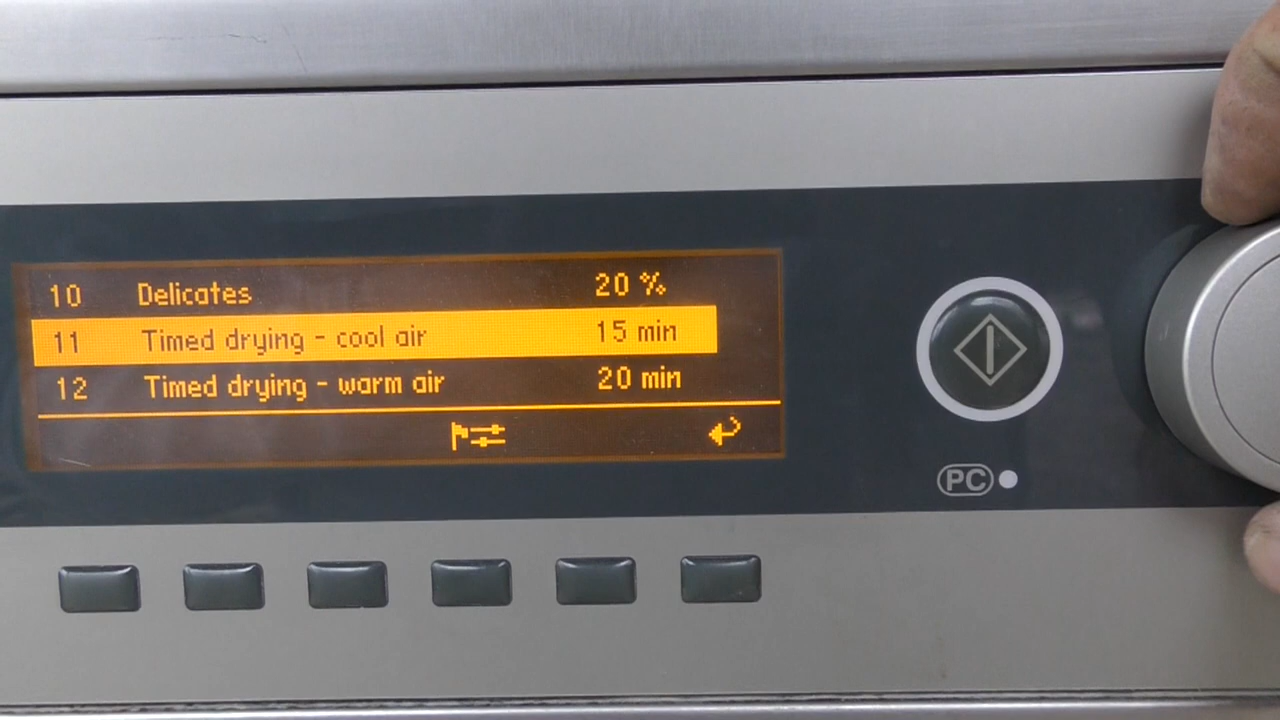 10 Delicates 20 %
11 Timed drying - cool air 15 min
12 Timed drying - warm air 20 min
PC